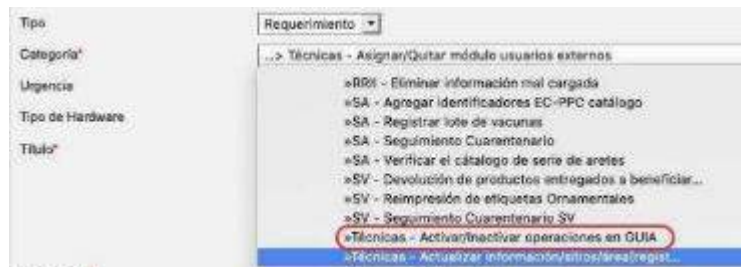 Tipo
Requerimiento
Categoría*
...> Técnicas - Asignar/Quitar módulo usuarios externos
Urgencia
Tipo de Hardware
Título*
»RRX - Eliminar información mal cargada
»SA - Agregar identificadores EC-PPC catálogo
»SA - Registrar lote de vacunas
»SA - Seguimiento Cuarentenario
»SA - Verificar el cátalogo de serie de aretes
»SV - Devolución de productos entregados a beneficiar...
»SV - Reimpresión de etiquetas Ornamentales
»SV - Seguimiento Cuarentenario SV
»Técnicas - Activar/Inactivar operaciones en GUIA
»Técnicas - Actualizar información/sitios/área(regist...